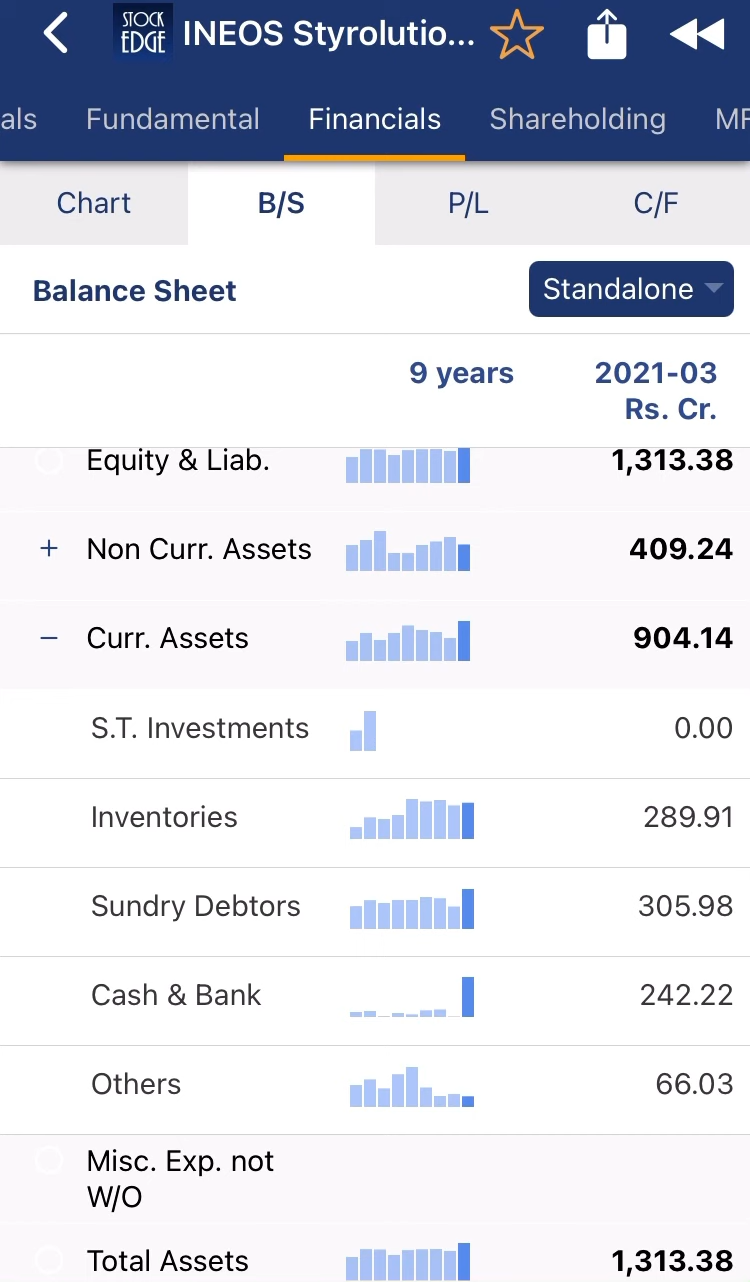 STOCK
EDGE
INEOS Styrolutio...
als Fundamental Financials Shareholding MF
Chart B/S P/L C/F
Balance Sheet Standalone
9 years 2021-03
Rs. Cr.
Equity & Liab. 1,313.38
+ Non Curr. Assets 409.24
− Curr. Assets 904.14
S.T. Investments 0.00
Inventories 289.91
Sundry Debtors 305.98
Cash & Bank 242.22
Others 66.03
Misc. Exp. not
W/O
Total Assets 1,313.38